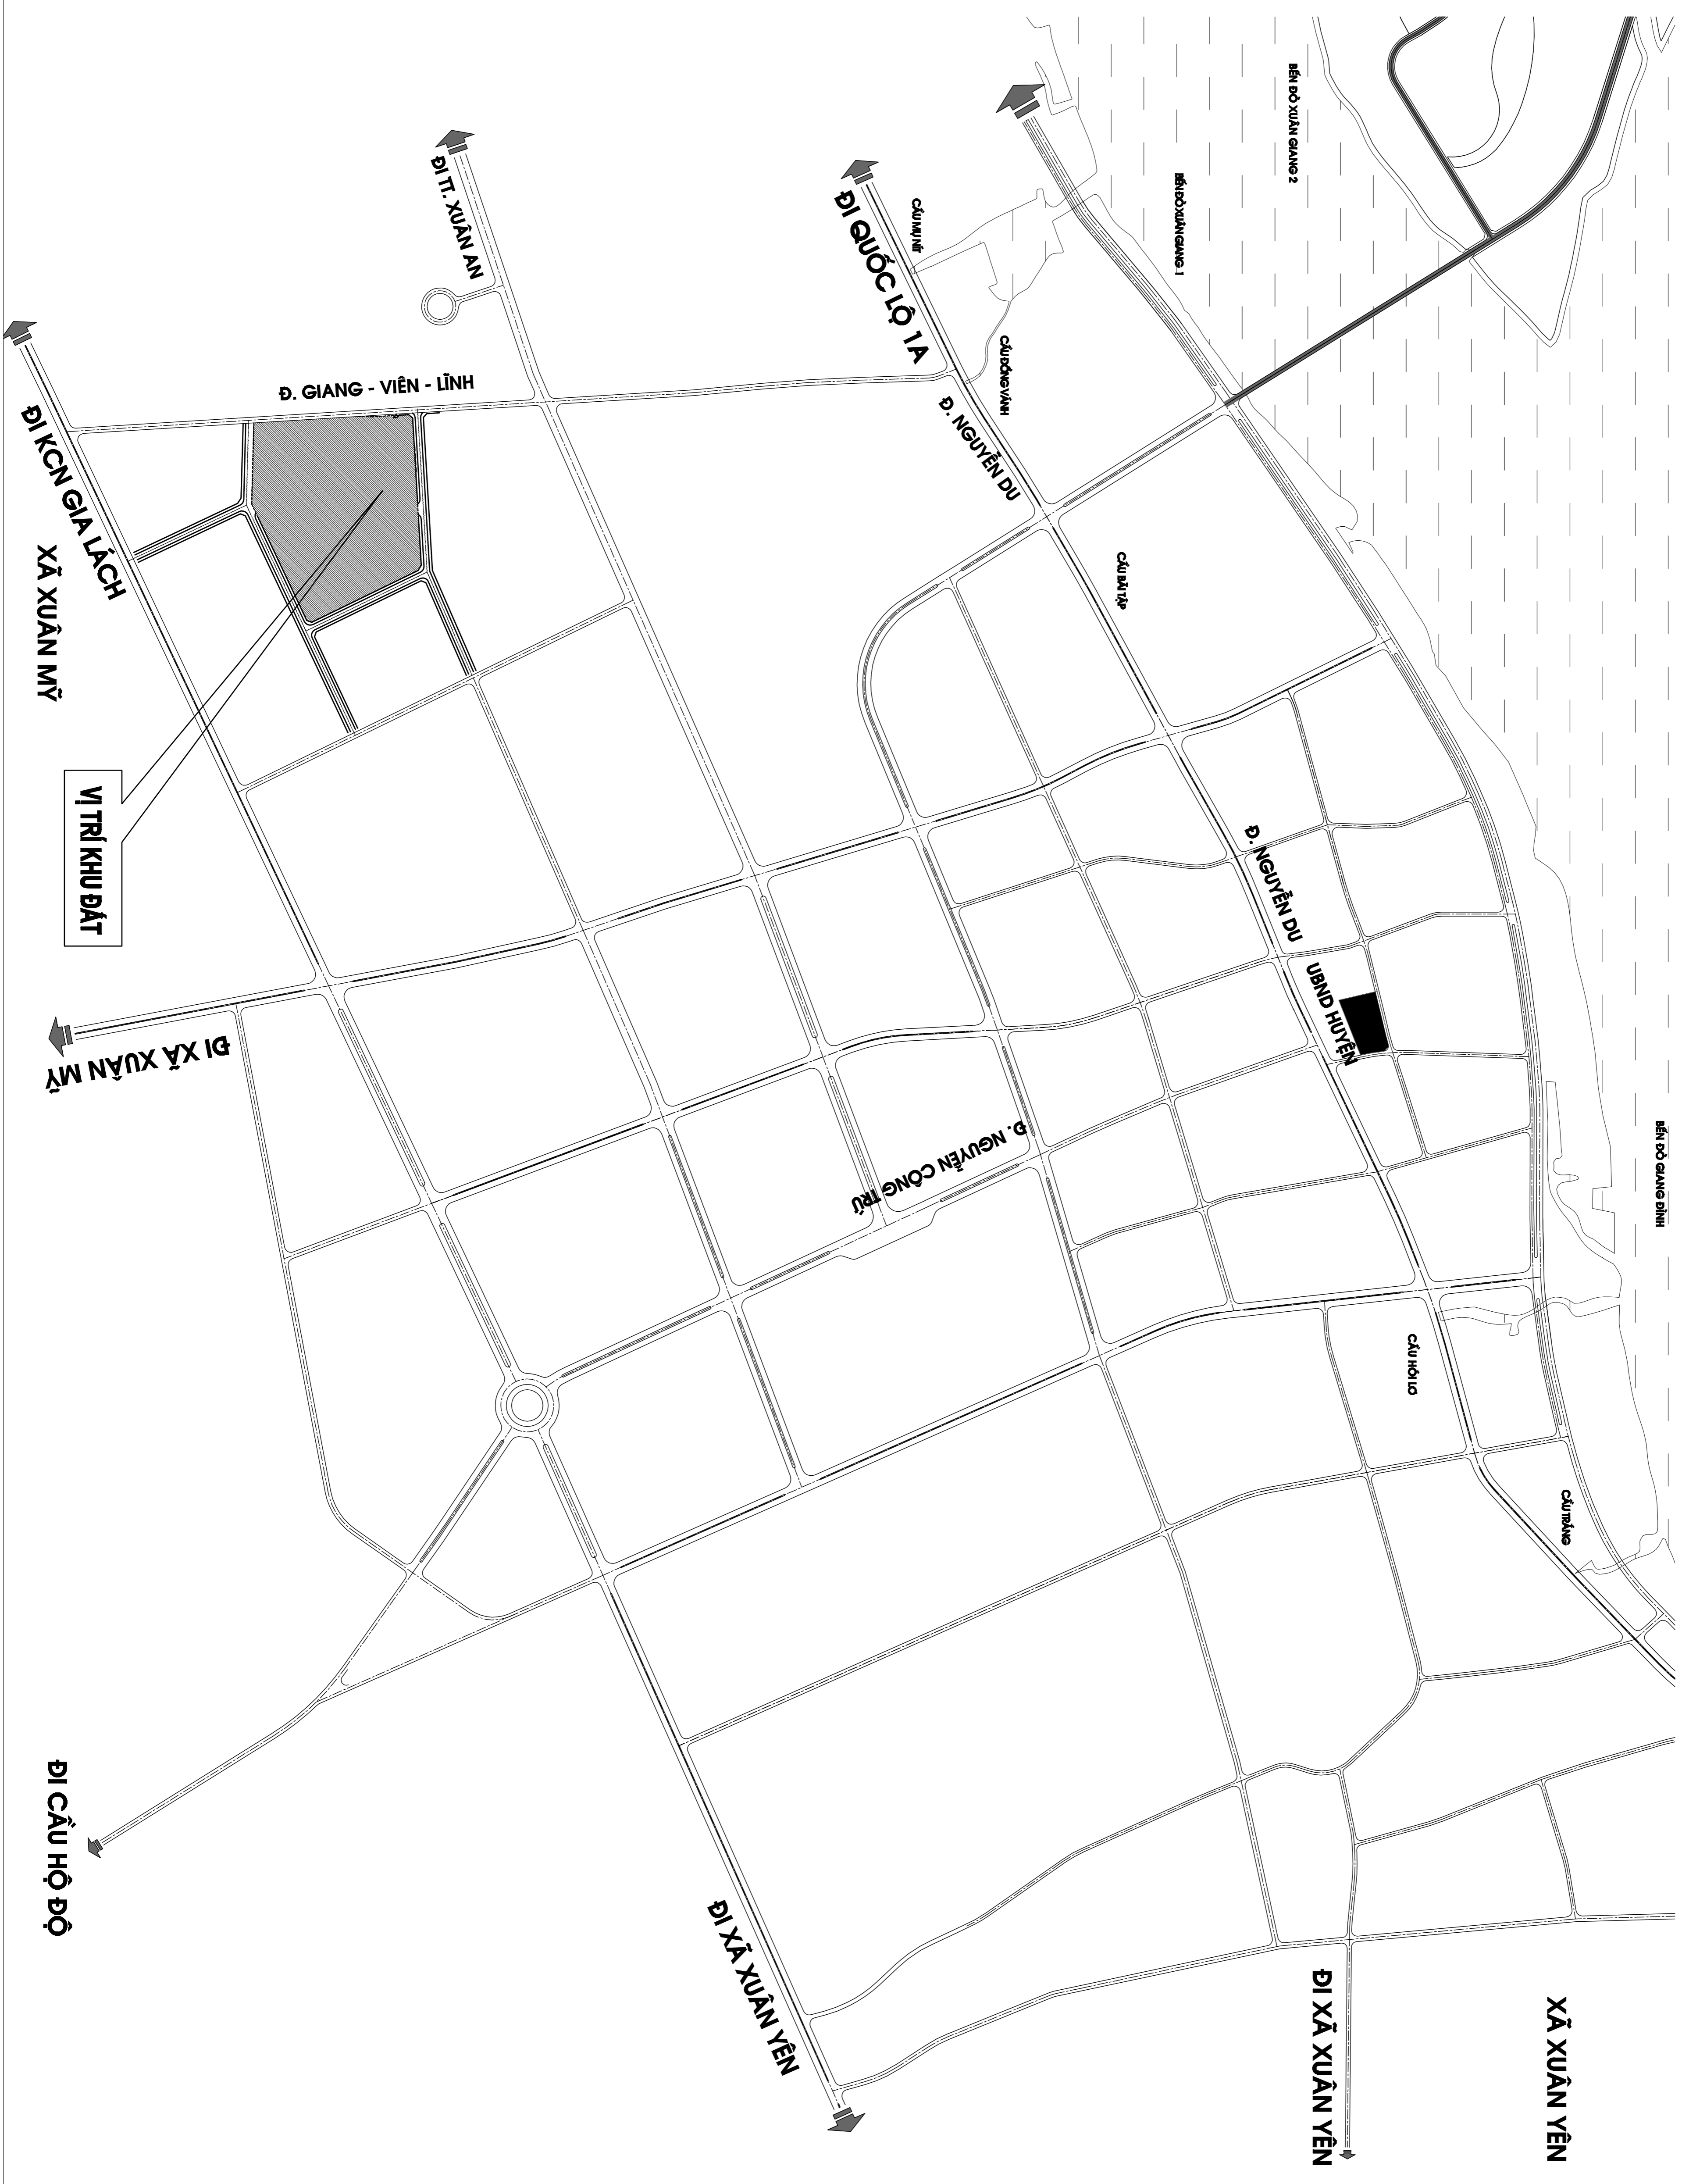 BẾN ĐÒ XUÂN GIANG 2
BẾN ĐÒ XUÂN GIANG 1
ĐI TT. XUÂN AN
ĐI QUỐC LỘ 1A
CẦU MỤ NÍT
CẦU ĐỒNG VÁNH
Đ. GIANG - VIÊN - LĨNH
Đ. NGUYỄN DU
ĐI KCN GIA LÁCH
XÃ XUÂN MỸ
CẦU BÃI TẬP
VỊ TRÍ KHU ĐẤT
Đ. NGUYỄN DU
UBND HUYỆN
ĐI XÃ XUÂN MỸ
Đ. NGUYỄN CÔNG TRỨ
BẾN ĐÒ GIANG ĐÌNH
CẦU HÓI LƠ
CẦU TRẮNG
ĐI CẦU HỘ ĐỘ
ĐI XÃ XUÂN YÊN
ĐI XÃ XUÂN YÊN
XÃ XUÂN YÊN